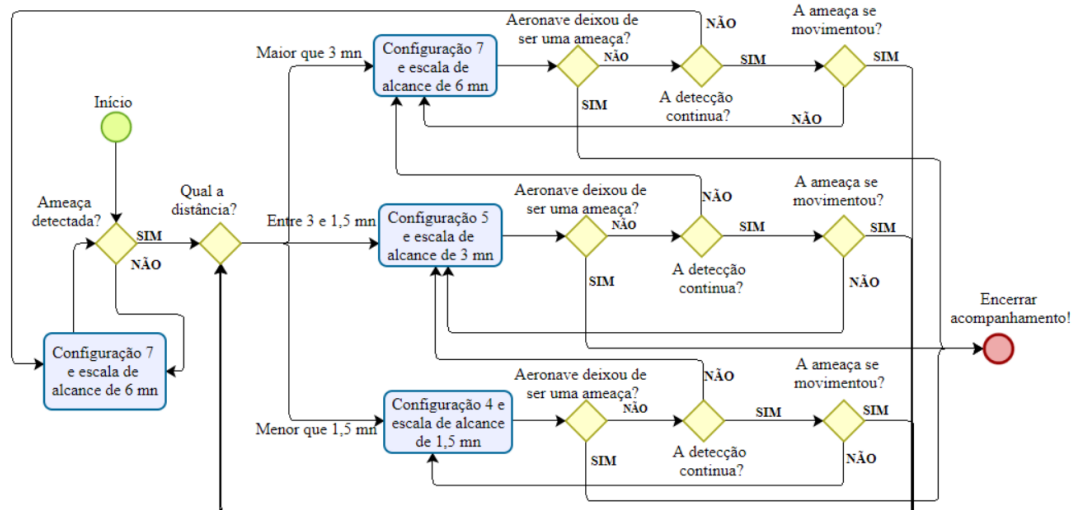 Aeronave deixou de
ser uma ameaça?
NÃO
A ameaça se
movimentou?
Maior que 3 mn
Configuração 7
e escala de
alcance de 6 mn
NÃO
SIM
SIM
SIM
A detecção
continua?
NÃO
Início
Ameaça
detectada?
Qual a
distância?
SIM
NÃO
Entre 3 e 1,5 mn
Configuração 5
e escala de
alcance de 3 mn
Aeronave deixou de
ser uma ameaça?
NÃO
NÃO
A ameaça se
movimentou?
SIM
SIM
SIM
A detecção
continua?
NÃO
Encerrar
acompanhamento!
Configuração 7
e escala de
alcance de 6 mn
Menor que 1,5 mn
Configuração 4 e
escala de alcance
de 1,5 mn
Aeronave deixou de
ser uma ameaça?
NÃO
NÃO
A ameaça se
movimentou?
SIM
SIM
SIM
A detecção
continua?
NÃO